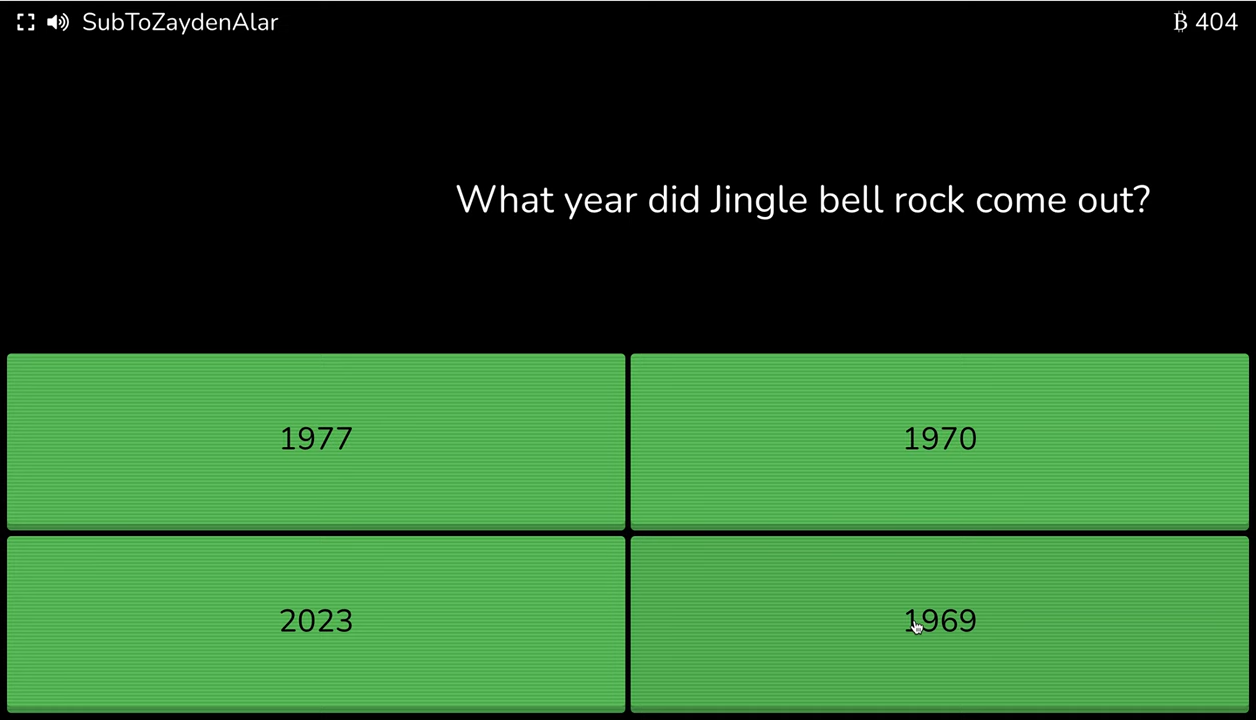 SubToZaydenAlar
₿ 404
What year did Jingle bell rock come out?
1977
1970
2023
1969